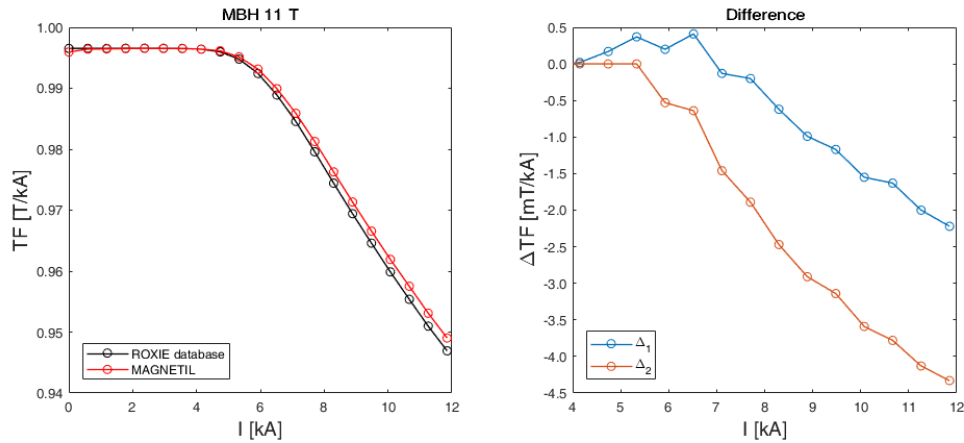 MBH 11 T
1.00
0.99
0.98
0.97
0.96
0.95
0.94
TF [T/kA]
0 2 4 6 8 10 12
I [kA]
ROXIE database
MAGNETIL
Difference
0.5
0.0
-0.5
-1.0
-1.5
-2.0
-2.5
-3.0
-3.5
-4.0
-4.5
ΔTF [mT/kA]
4 5 6 7 8 9 10 11 12
I [kA]
Δ₁
Δ₂